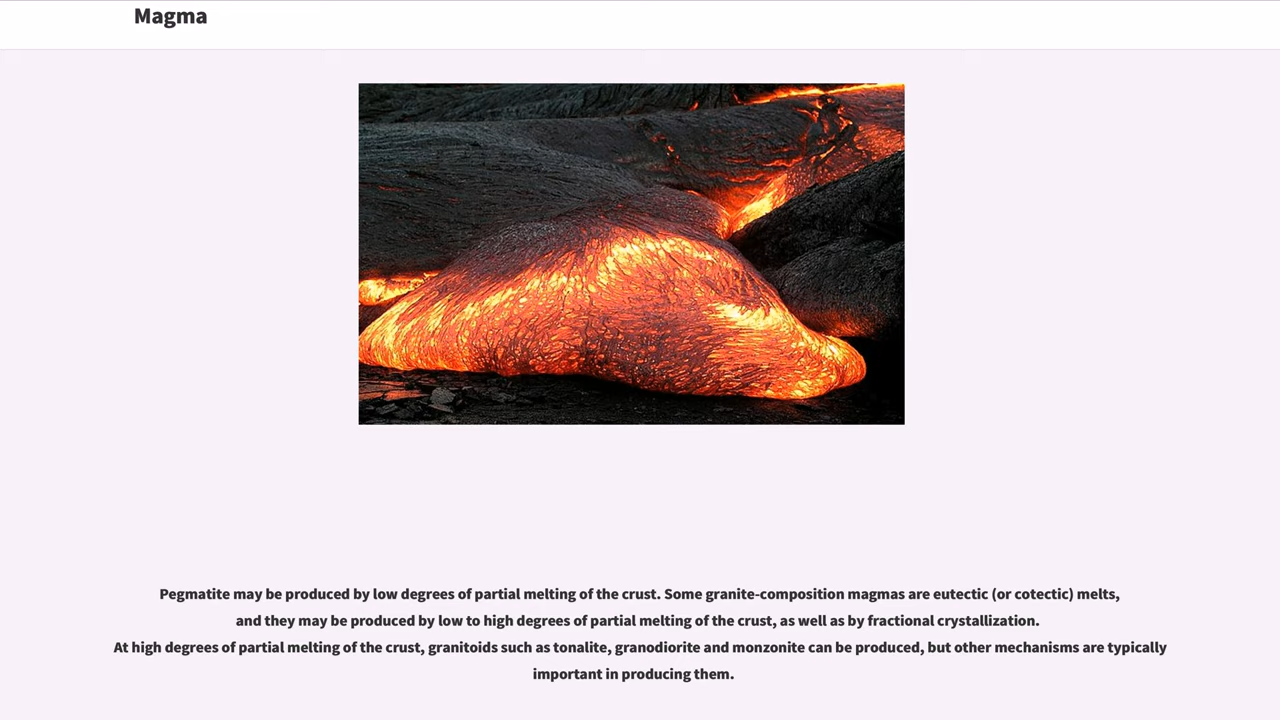 Magma
Pegmatite may be produced by low degrees of partial melting of the crust. Some granite-composition magmas are eutectic (or cotectic) melts,
and they may be produced by low to high degrees of partial melting of the crust, as well as by fractional crystallization.
At high degrees of partial melting of the crust, granitoids such as tonalite, granodiorite and monzonite can be produced, but other mechanisms are typically
important in producing them.